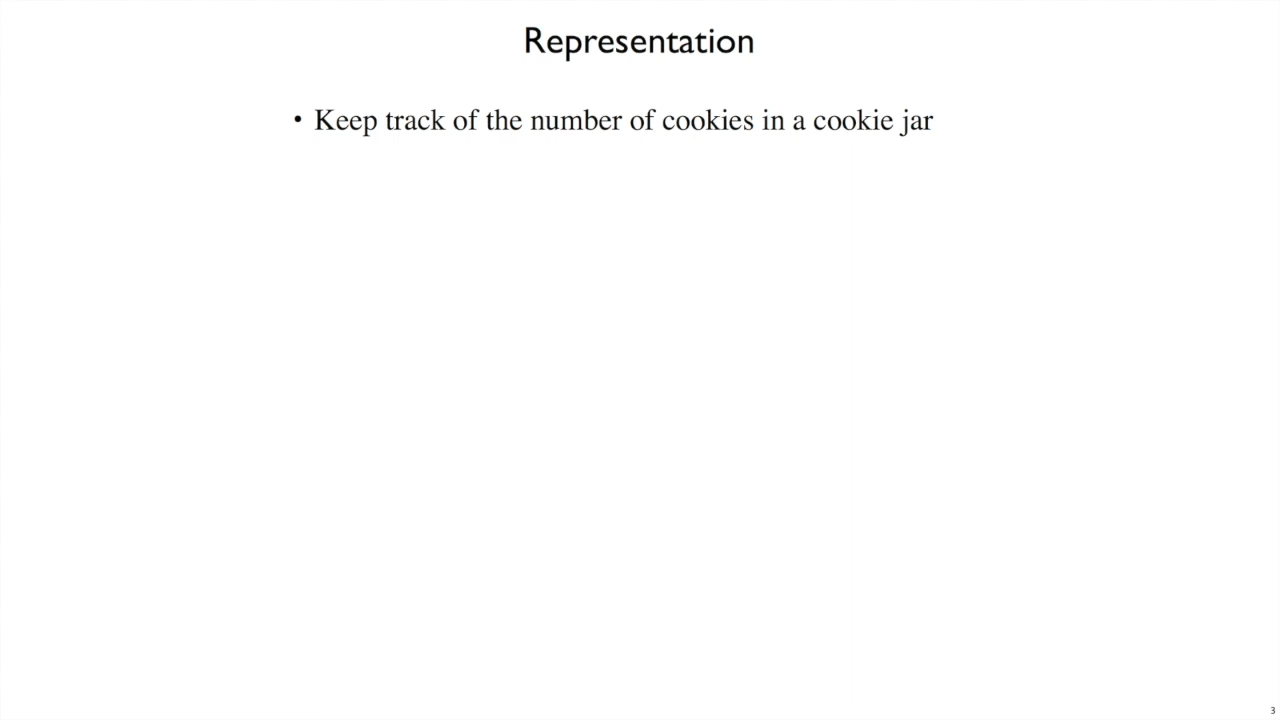 Representation
• Keep track of the number of cookies in a cookie jar
3